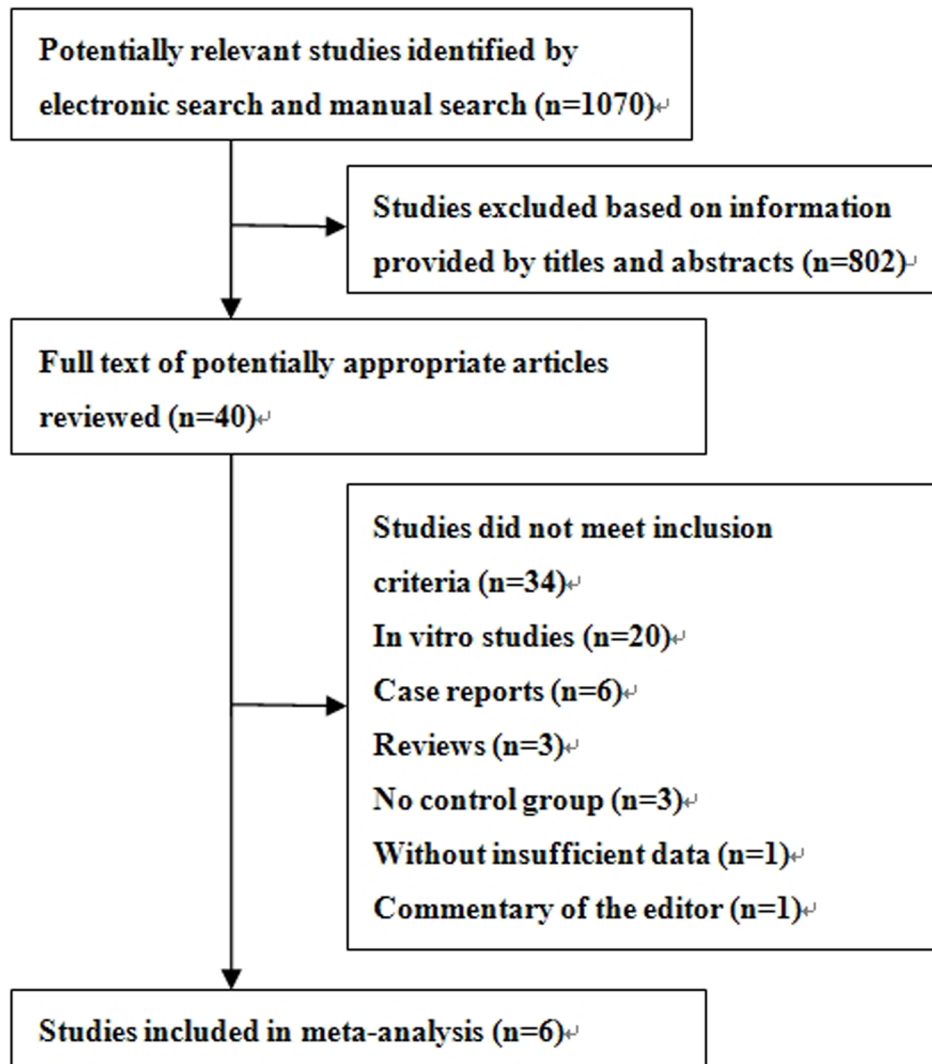 Potentially relevant studies identified by
electronic search and manual search (n=1070)↵
Studies excluded based on information
provided by titles and abstracts (n=802)↵
Full text of potentially appropriate articles
reviewed (n=40)↵
Studies did not meet inclusion
criteria (n=34)↵
In vitro studies (n=20)↵
Case reports (n=6)↵
Reviews (n=3)↵
No control group (n=3)↵
Without insufficient data (n=1)↵
Commentary of the editor (n=1)↵
Studies included in meta-analysis (n=6)↵